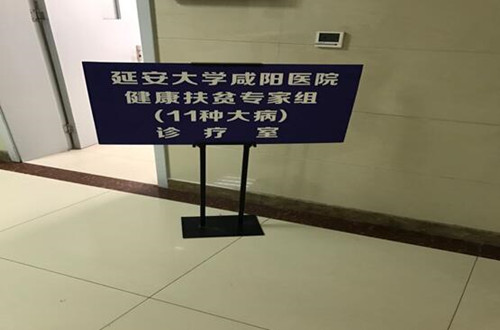 延安大学咸阳医院
健康扶贫专家组
(11种大病)
诊疗室